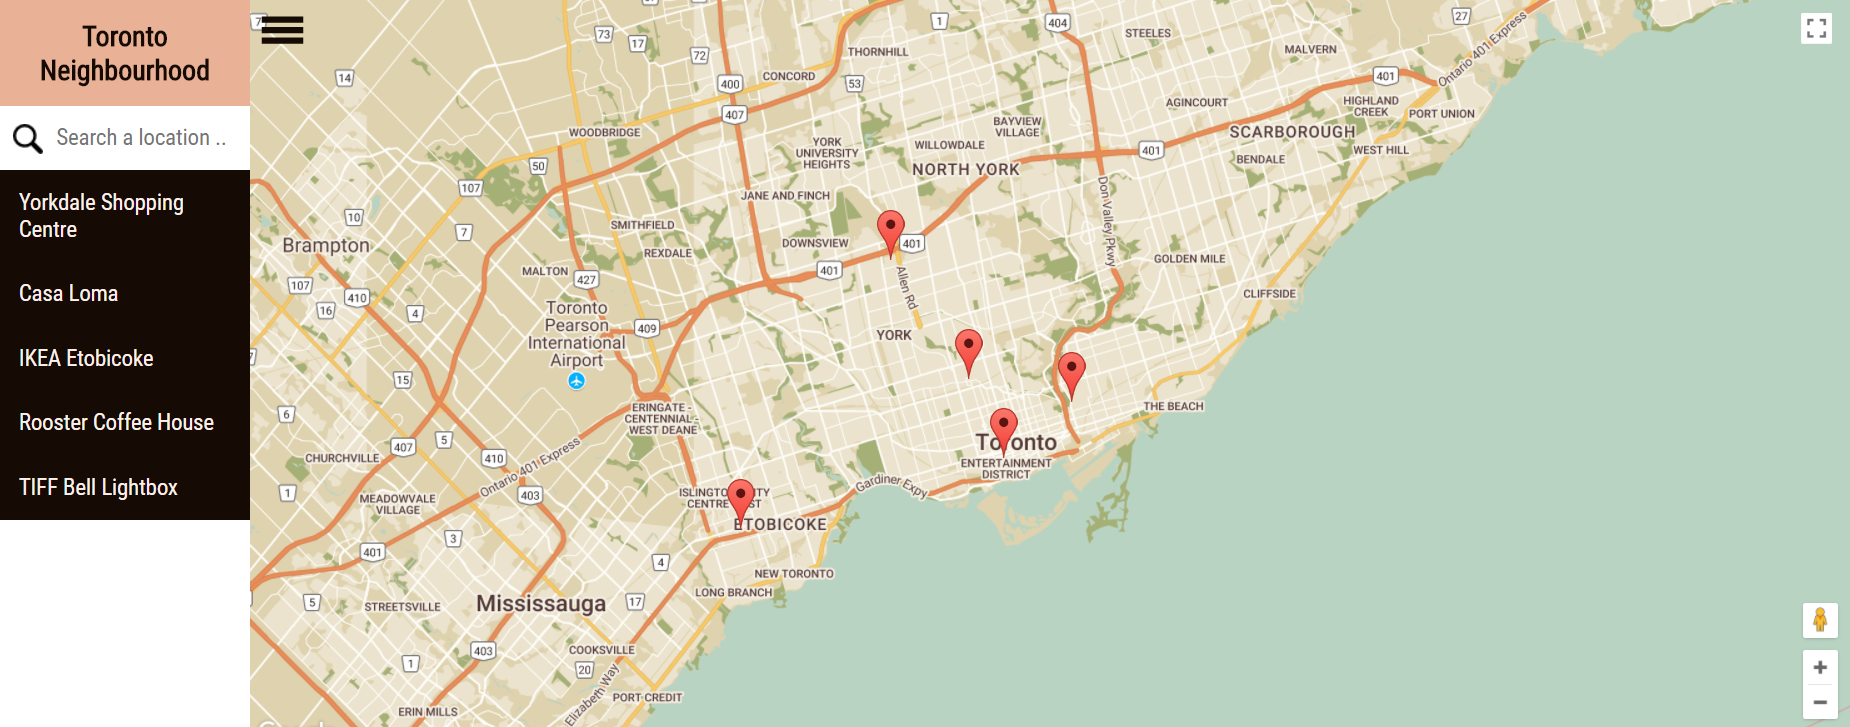 Toronto
Neighbourhood
Search a location ..
Yorkdale Shopping
Centre
Casa Loma
IKEA Etobicoke
Rooster Coffee House
TIFF Bell Lightbox
7
73
17
72
1
404
27
STEELES
THORNHILL
MALVERN
Ontario 401 Express
14
400
CONCORD
53
401
407
AGINCOURT
HIGHLAND
CREEK
PORT UNION
WOODBRIDGE
BAYVIEW
VILLAGE
SCARBOROUGH
YORK
UNIVERSITY
HEIGHTS
WILLOWDALE
401
WEST HILL
BENDALE
50
NORTH YORK
107
JANE AND FINCH
Don Valley Pkwy
10
7
SMITHFIELD
Brampton
DOWNSVIEW
401
REXDALE
GOLDEN MILE
MALTON
427
401
Allen Rd
107
410
16
4
CLIFFSIDE
Toronto
Pearson
International
Airport
409
YORK
15
6
ERINGATE -
CENTENNIAL -
WEST DEANE
THE BEACH
407
5
Toronto
CHURCHVILLE
410
Ontario 401 Express
ENTERTAINMENT
DISTRICT
1
MEADOWVALE
VILLAGE
403
Gardiner Expy
ETOBICOKE
3
401
4
NEW TORONTO
5
STREETSVILLE
Mississauga
17
LONG BRANCH
403
COOKSVILLE
1
20
Elizabeth Way
PORT CREDIT
ERIN MILLS